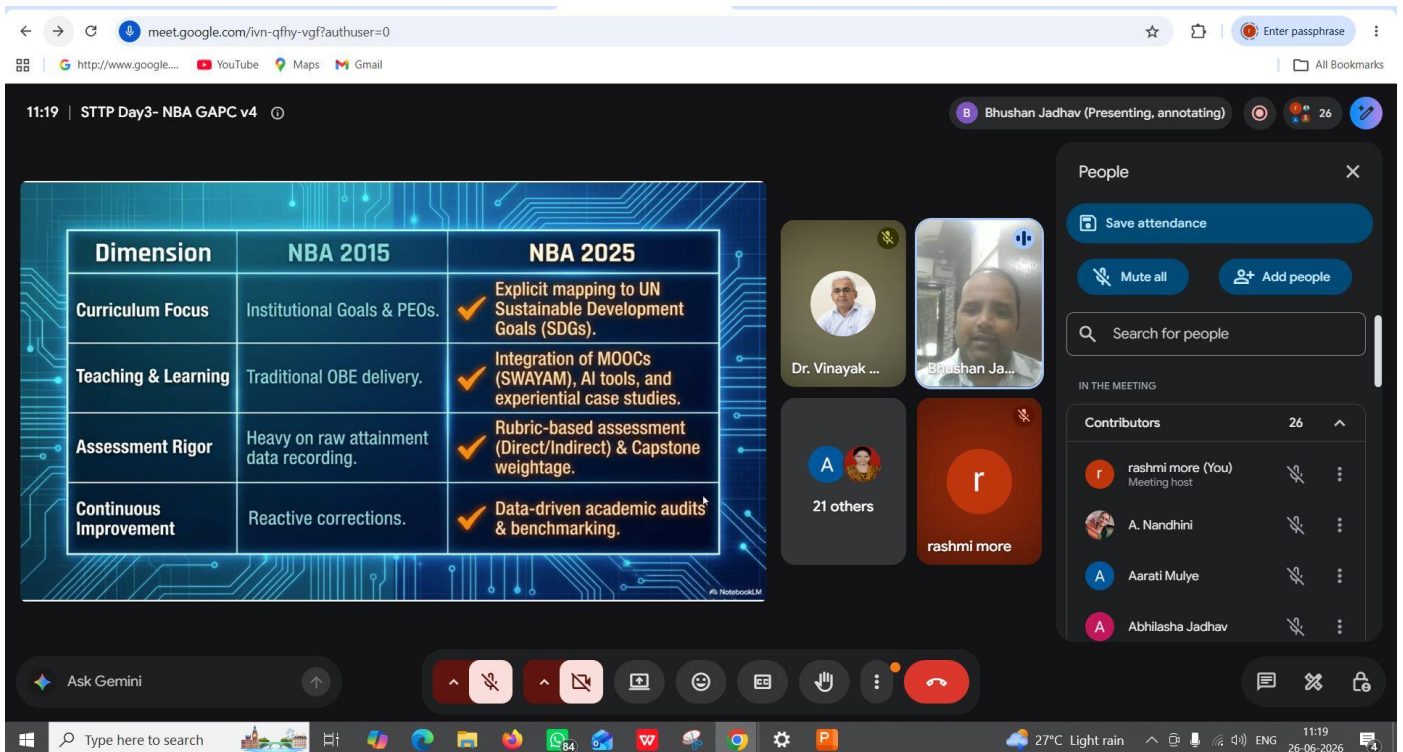 meet.google.com/ivn-qfhy-vgf?authuser=0
Enter passphrase
http://www.google....
YouTube
Maps
Gmail
All Bookmarks
11:19 | STTP Day3- NBA GAPC v4
B
Bhushan Jadhav (Presenting, annotating)
26
Dimension
NBA 2015
NBA 2025
Curriculum Focus
Institutional Goals & PEOs.
Explicit mapping to UN
Sustainable Development
Goals (SDGs).
Teaching & Learning
Traditional OBE delivery.
Integration of MOOCs
(SWAYAM), AI tools, and
experiential case studies.
Assessment Rigor
Heavy on raw attainment
data recording.
Rubric-based assessment
(Direct/Indirect) & Capstone
weightage.
Continuous
Improvement
Reactive corrections.
Data-driven academic audits
& benchmarking.
NotebookLM
Dr. Vinayak ...
Bhushan Ja...
A
21 others
r
rashmi more
People
Save attendance
Mute all
Add people
Search for people
IN THE MEETING
Contributors
26
r
rashmi more (You)
Meeting host
A. Nandhini
A
Aarati Mulye
A
Abhilasha Jadhav
Ask Gemini
Type here to search
84
W
P
27°C Light rain
ENG
11:19
26-06-2026
4